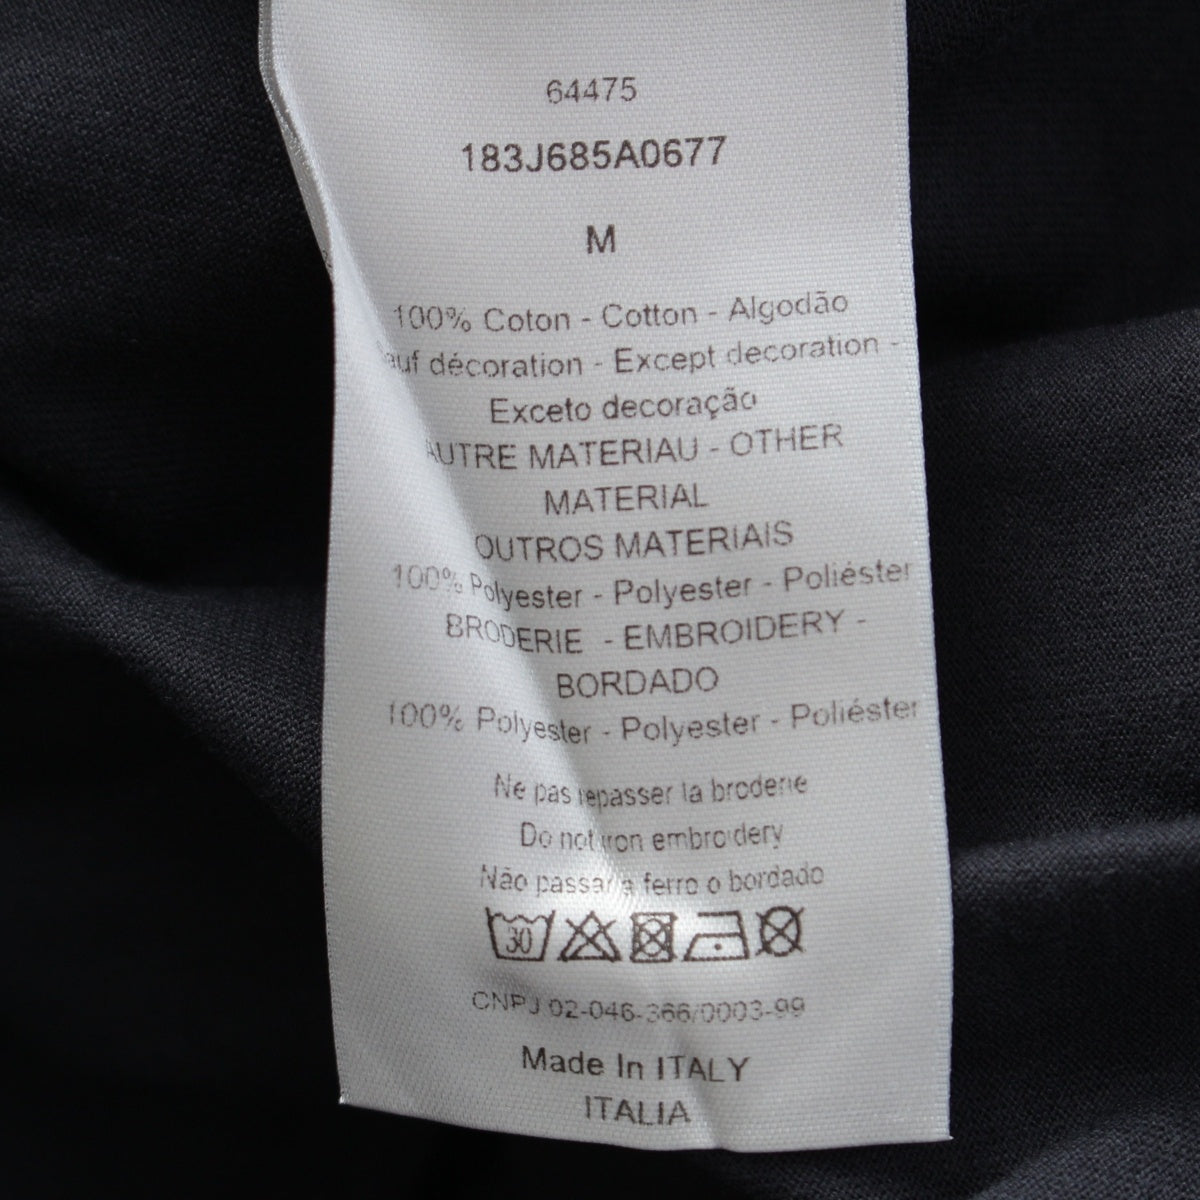 64475
183J685A0677
M
100% Coton - Cotton - Algodão
auf décoration - Except decoration -
Exceto decoração
AUTRE MATERIAU - OTHER
MATERIAL
OUTROS MATERIAIS
100% Polyester - Polyester - Poliéster
BRODERIE - EMBROIDERY -
BORDADO
100% Polyester - Polyester - Poliéster
Ne pas repasser la broderie
Do not iron embroidery
Não passar a ferro o bordado
30
CNPJ 02-046-366/0003-99
Made In ITALY
ITALIA